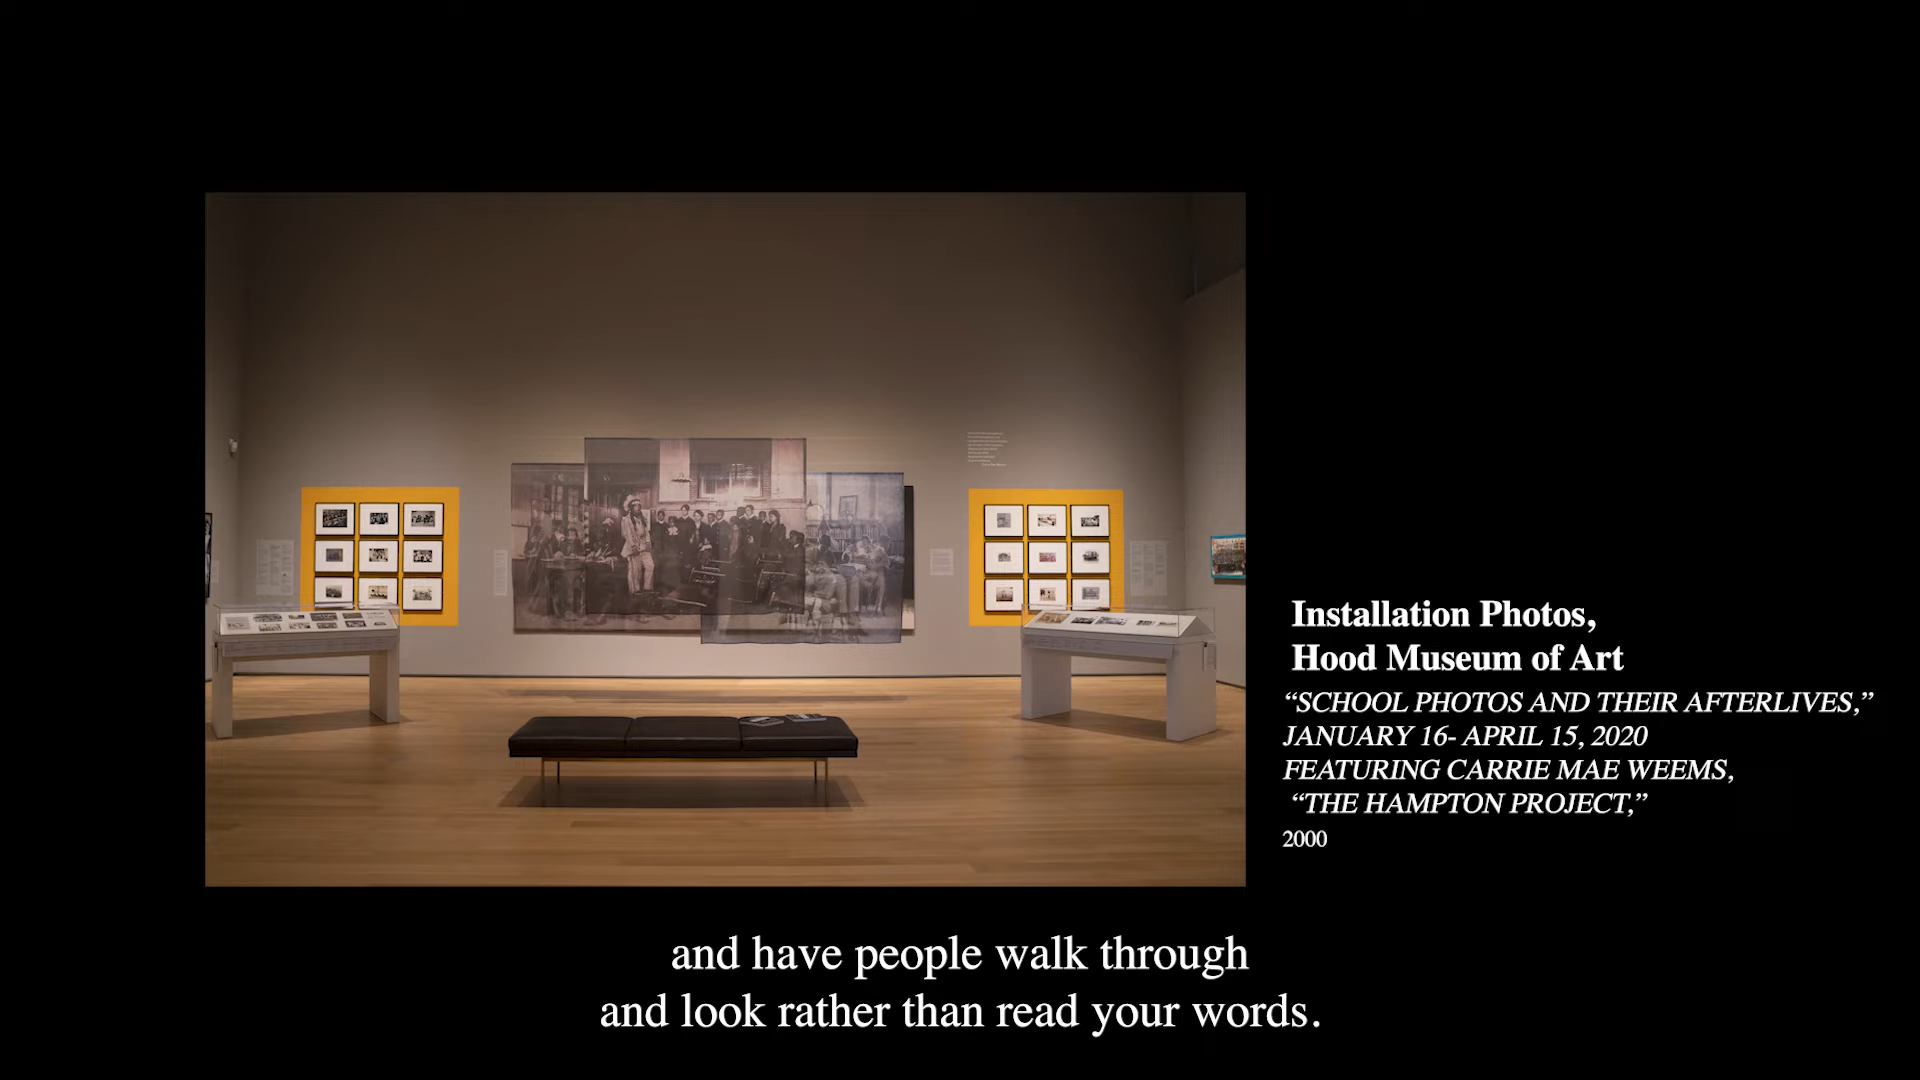 Installation Photos,
Hood Museum of Art
“SCHOOL PHOTOS AND THEIR AFTERLIVES,”
JANUARY 16- APRIL 15, 2020
FEATURING CARRIE MAE WEEMS,
“THE HAMPTON PROJECT,”
2000
and have people walk through
and look rather than read your words.